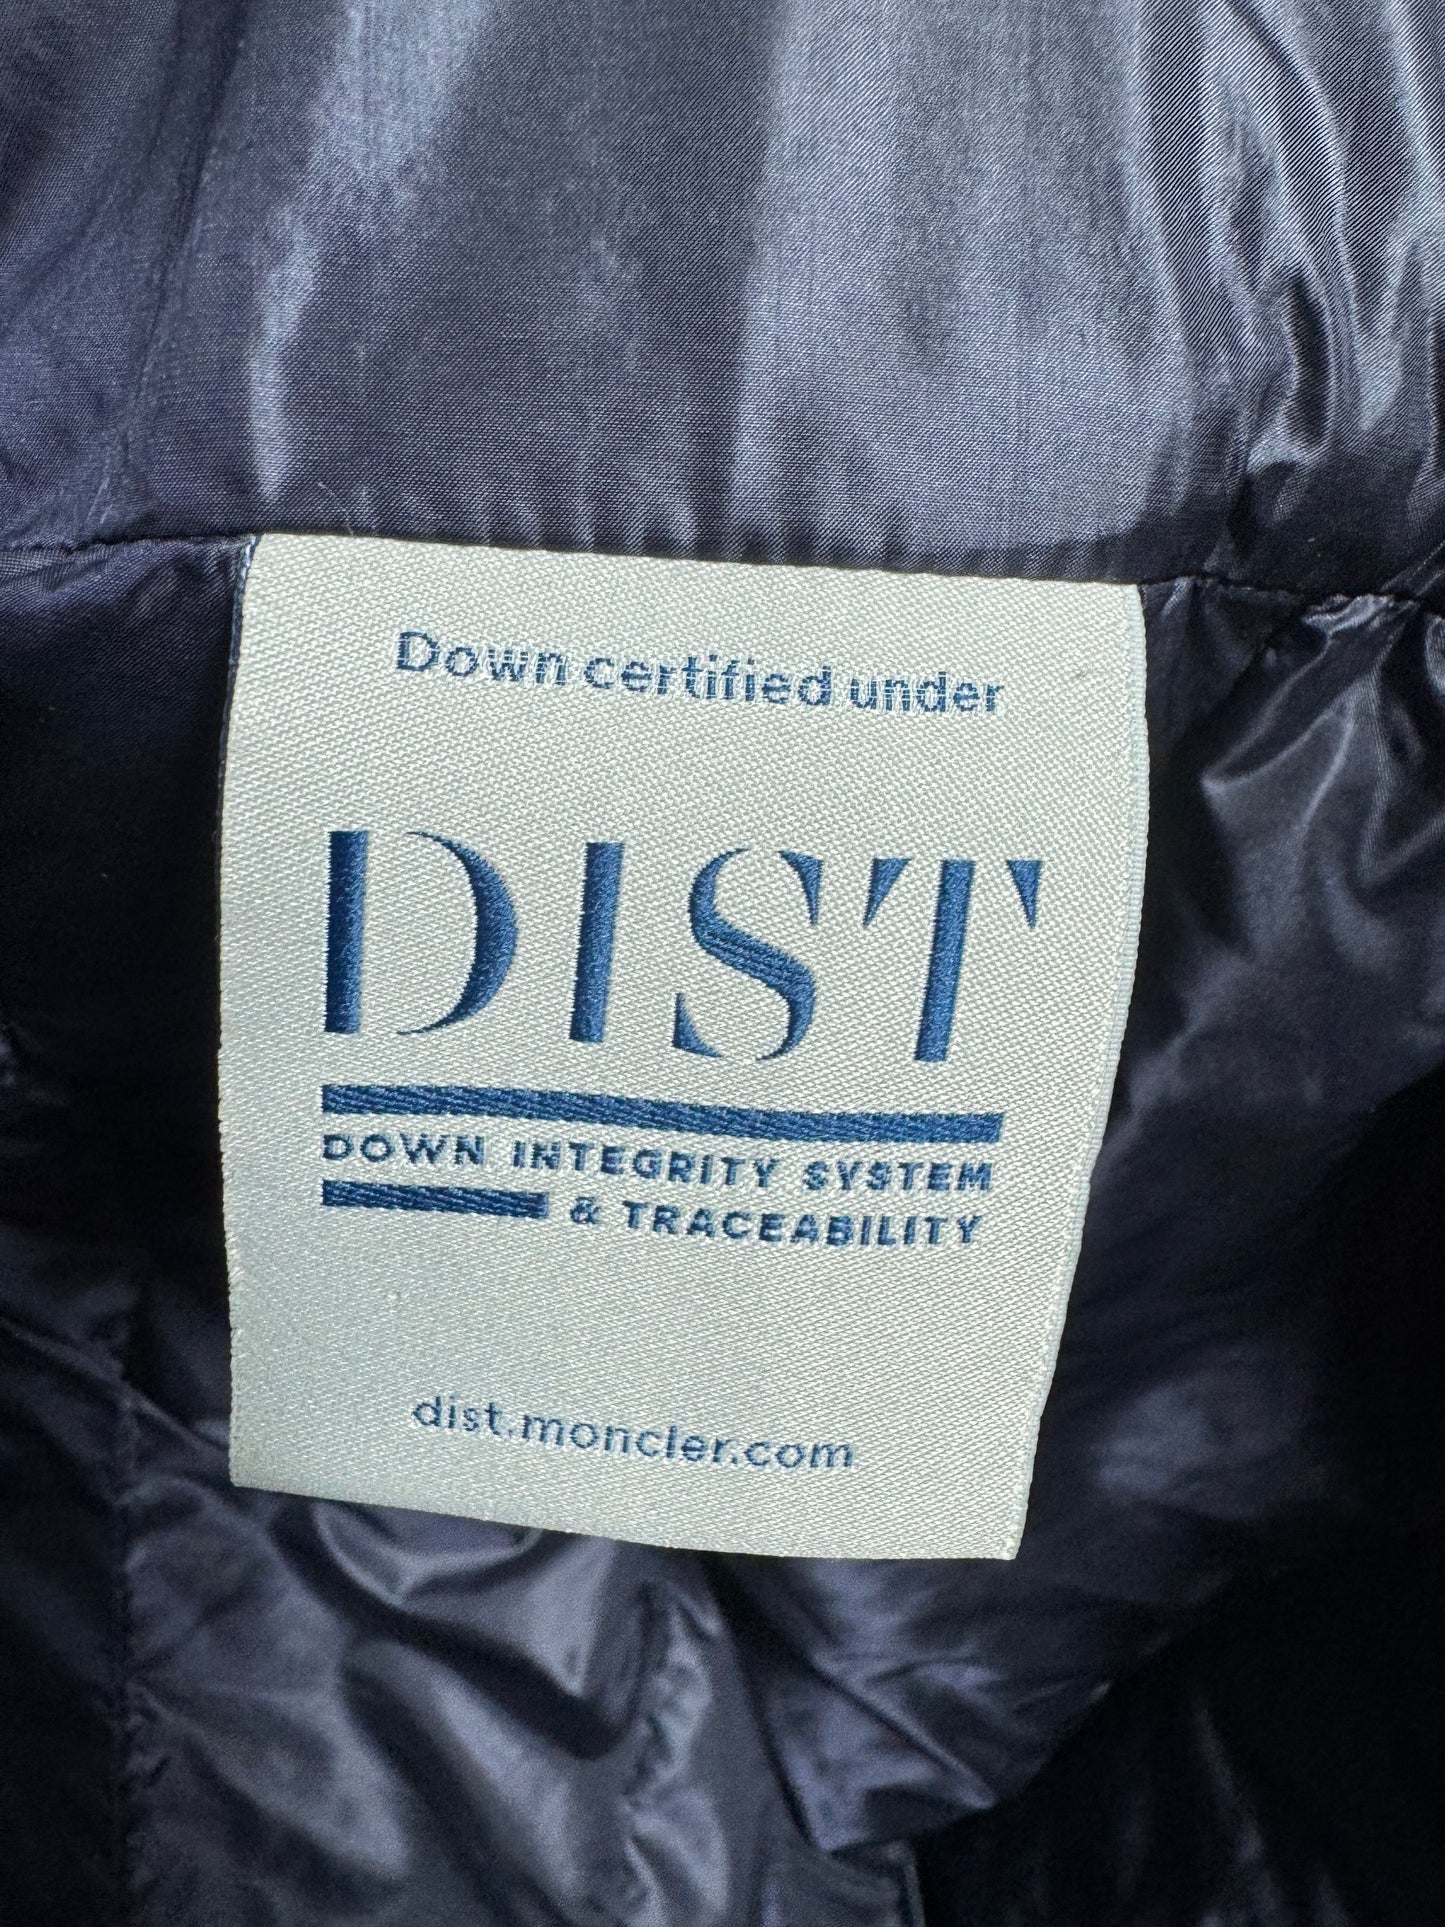 Down certified under
DIST
DOWN INTEGRITY SYSTEM
& TRACEABILITY
dist.moncler.com